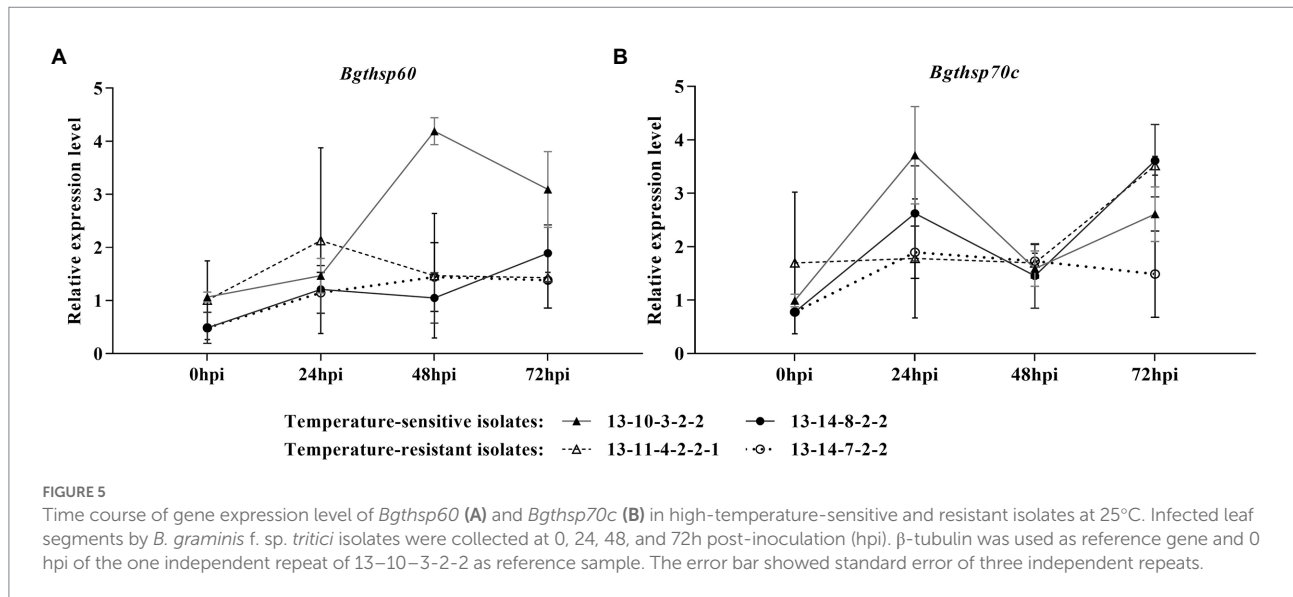 A
Bgthsp60
Relative expression level
5
4
3
2
1
0
0hpi
24hpi
48hpi
72hpi
B
Bgthsp70c
Relative expression level
5
4
3
2
1
0
0hpi
24hpi
48hpi
72hpi
Temperature-sensitive isolates: 13-10-3-2-2 13-14-8-2-2
Temperature-resistant isolates: 13-11-4-2-2-1 13-14-7-2-2
FIGURE 5
Time course of gene expression level of Bgthsp60 (A) and Bgthsp70c (B) in high-temperature-sensitive and resistant isolates at 25°C. Infected leaf
segments by B. graminis f. sp. tritici isolates were collected at 0, 24, 48, and 72h post-inoculation (hpi). β-tubulin was used as reference gene and 0
hpi of the one independent repeat of 13–10–3-2-2 as reference sample. The error bar showed standard error of three independent repeats.